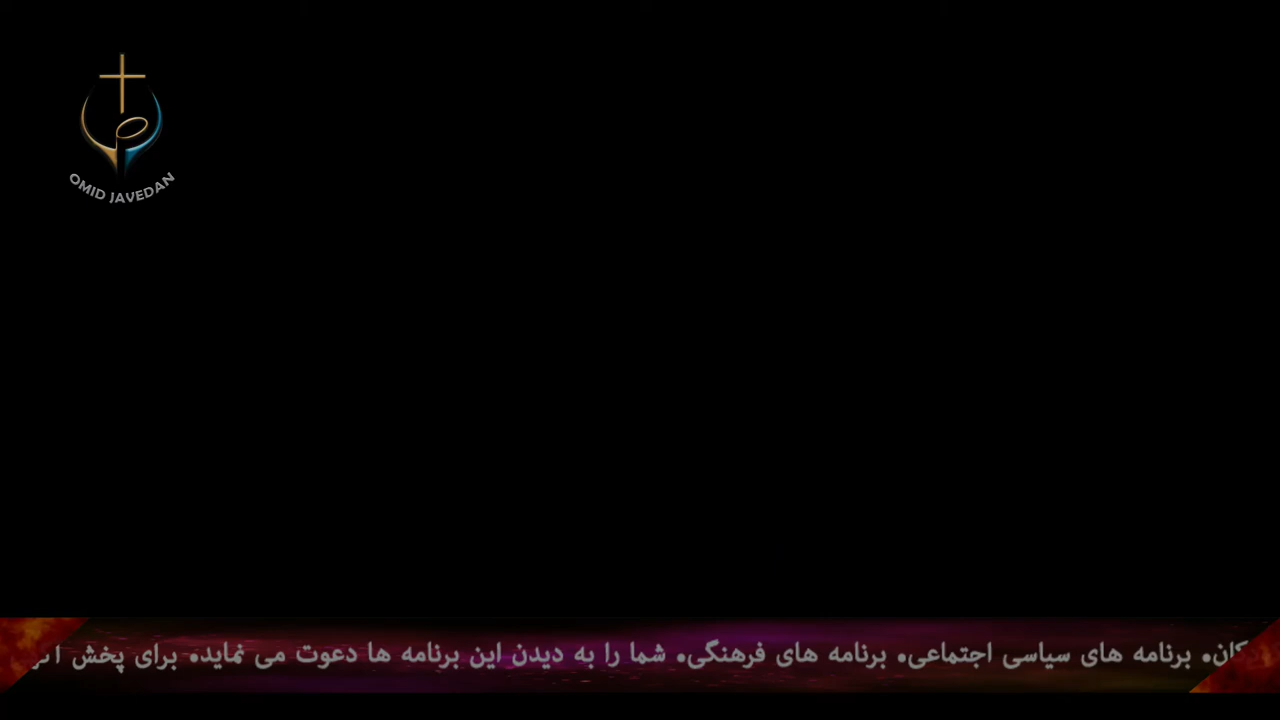 OMID JAVEDAN
برنامه های سیاسی اجتماعی• برنامه های فرهنگی• شما را به دیدن این برنامه ها دعوت می نماید• برای پخش